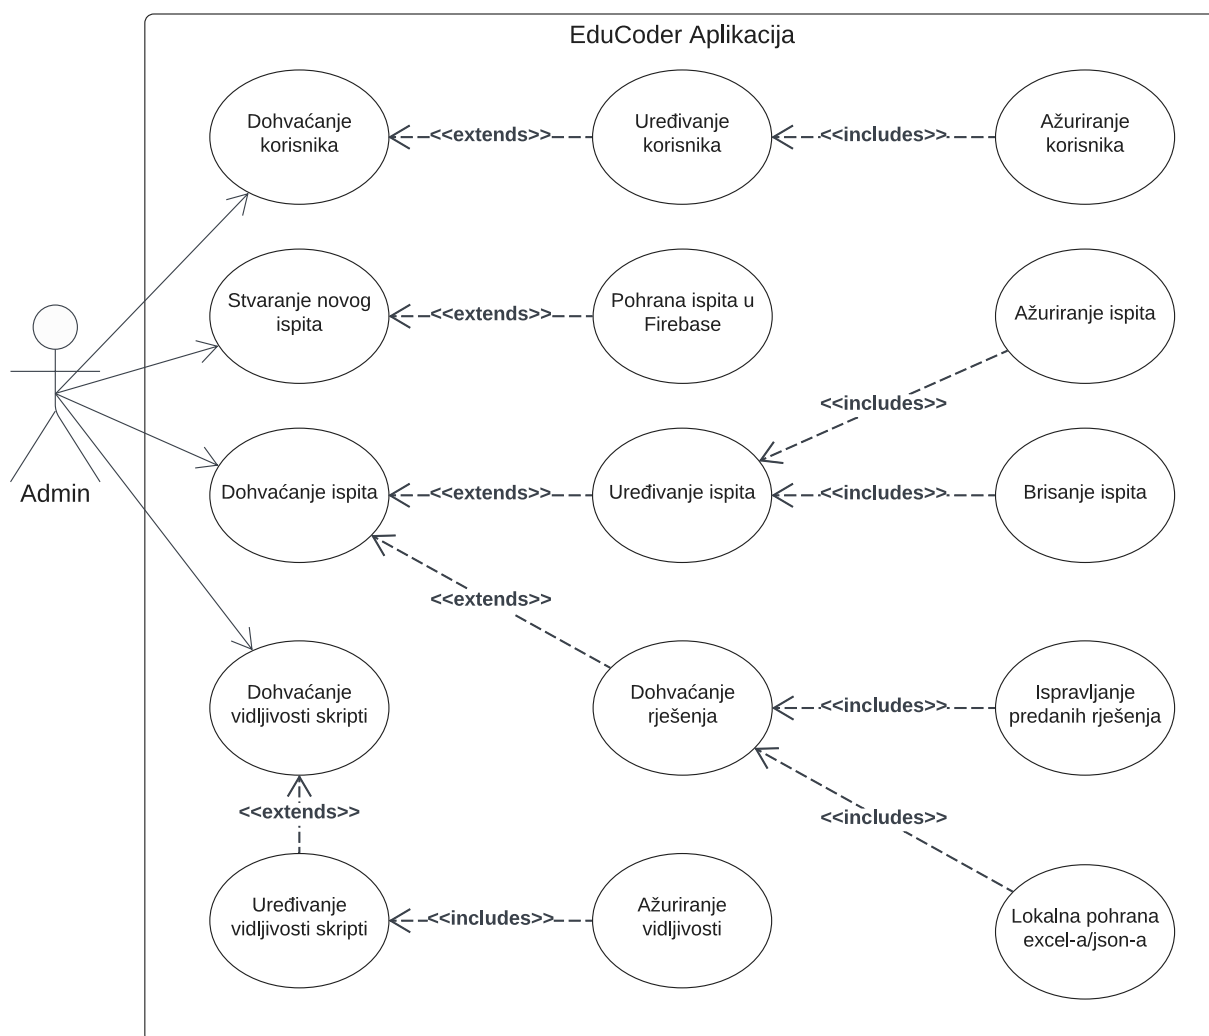 EduCoder Aplikacija
Dohvaćanje
korisnika
<<extends>>
Uređivanje
korisnika
<<includes>>
Ažuriranje
korisnika
Stvaranje novog
ispita
<<extends>>
Pohrana ispita u
Firebase
Ažuriranje ispita
<<includes>>
Admin
Dohvaćanje ispita
<<extends>>
Uređivanje ispita
<<includes>>
Brisanje ispita
<<extends>>
Dohvaćanje
vidljivosti skripti
Dohvaćanje
rješenja
<<includes>>
Ispravljanje
predanih rješenja
<<extends>>
<<includes>>
Uređivanje
vidljivosti skripti
<<includes>>
Ažuriranje
vidljivosti
Lokalna pohrana
excel-a/json-a